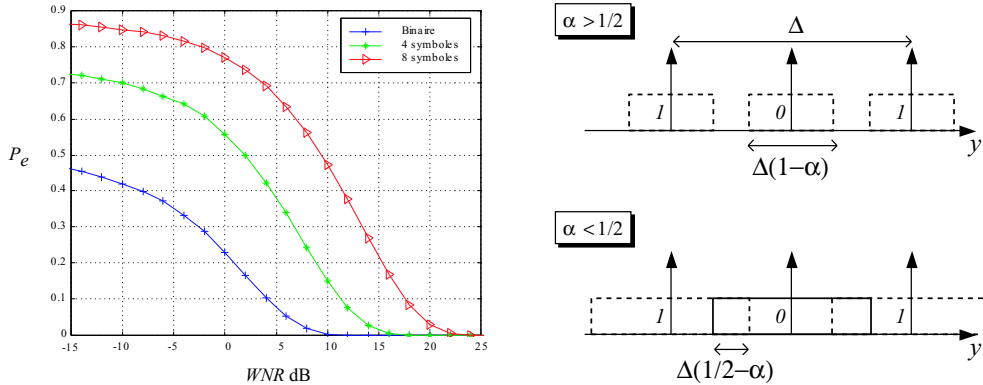 0.9
0.8
0.7
0.6
0.5
0.4
0.3
0.2
0.1
0
P_e
-15 -10 -5 0 5 10 15 20 25
WNR dB
Binaire
4 symboles
8 symboles
α > 1/2
Δ
1 0 1
y
Δ(1−α)
α < 1/2
1 0 1
y
Δ(1/2−α)